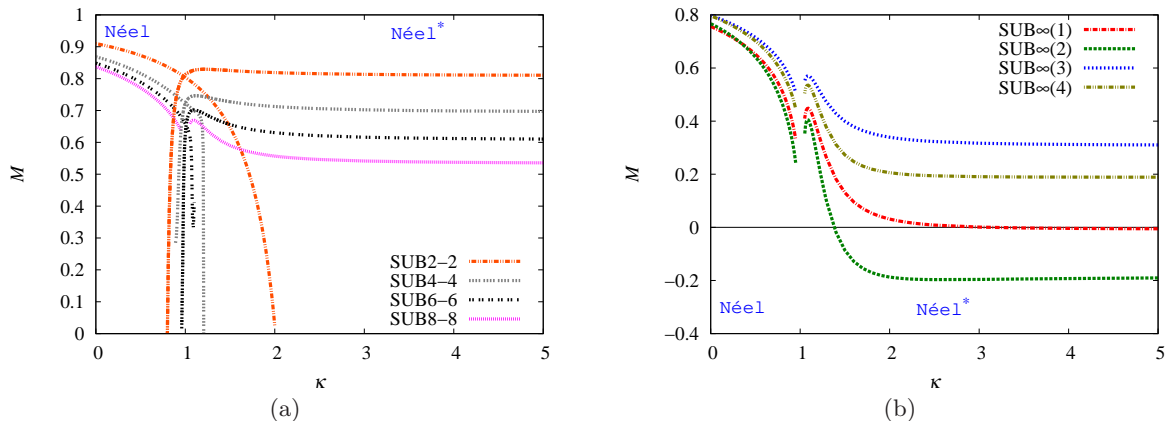 Néel
Néel*
1
0.9
0.8
0.7
0.6
0.5
0.4
0.3
0.2
0.1
0
M
SUB2−2
SUB4−4
SUB6−6
SUB8−8
0 1 2 3 4 5
κ
(a)
0.8
0.6
0.4
0.2
0
−0.2
−0.4
M
SUB∞(1)
SUB∞(2)
SUB∞(3)
SUB∞(4)
Néel
Néel*
0 1 2 3 4 5
κ
(b)